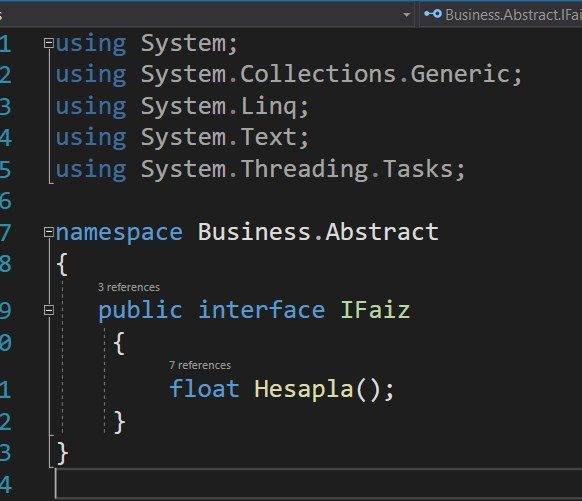 s Business.Abstract.IFai
1 using System;
2 using System.Collections.Generic;
3 using System.Linq;
4 using System.Text;
5 using System.Threading.Tasks;
6
7 namespace Business.Abstract
8 {
3 references
9 public interface IFaiz
0 {
7 references
1 float Hesapla();
2 }
3 }
4